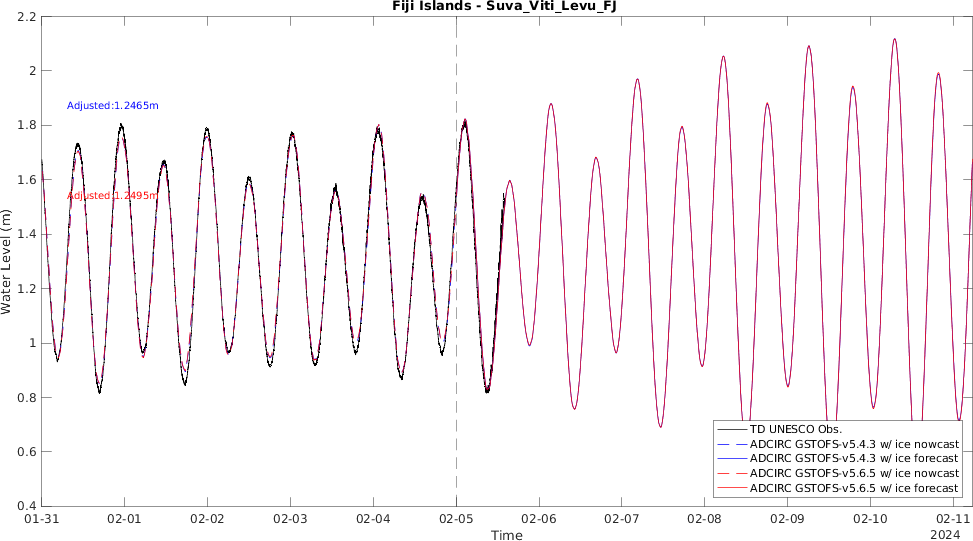 Fiji Islands - Suva_Viti_Levu_FJ
2.2
2
1.8
1.6
1.4
1.2
1
0.8
0.6
0.4
Water Level (m)
Adjusted:1.2465m
Adjusted:1.2495m
TD UNESCO Obs.
ADCIRC GSTOFS-v5.4.3 w/ ice nowcast
ADCIRC GSTOFS-v5.4.3 w/ ice forecast
ADCIRC GSTOFS-v5.6.5 w/ ice nowcast
ADCIRC GSTOFS-v5.6.5 w/ ice forecast
01-31 02-01 02-02 02-03 02-04 02-05 02-06 02-07 02-08 02-09 02-10 02-11
Time
2024